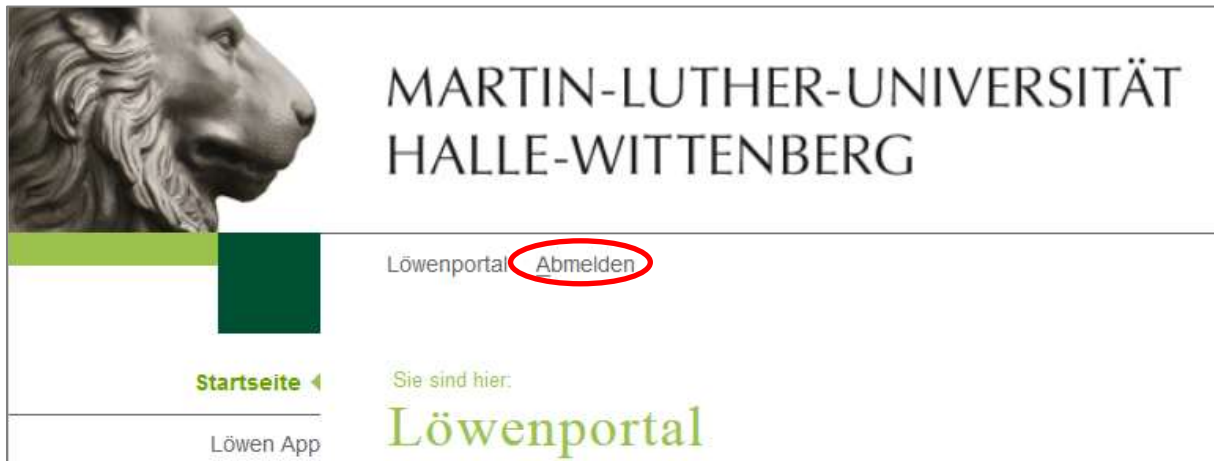 MARTIN-LUTHER-UNIVERSITÄT
HALLE-WITTENBERG
Löwenportal Abmelden
Startseite
Sie sind hier:
Löwenportal
Löwen App